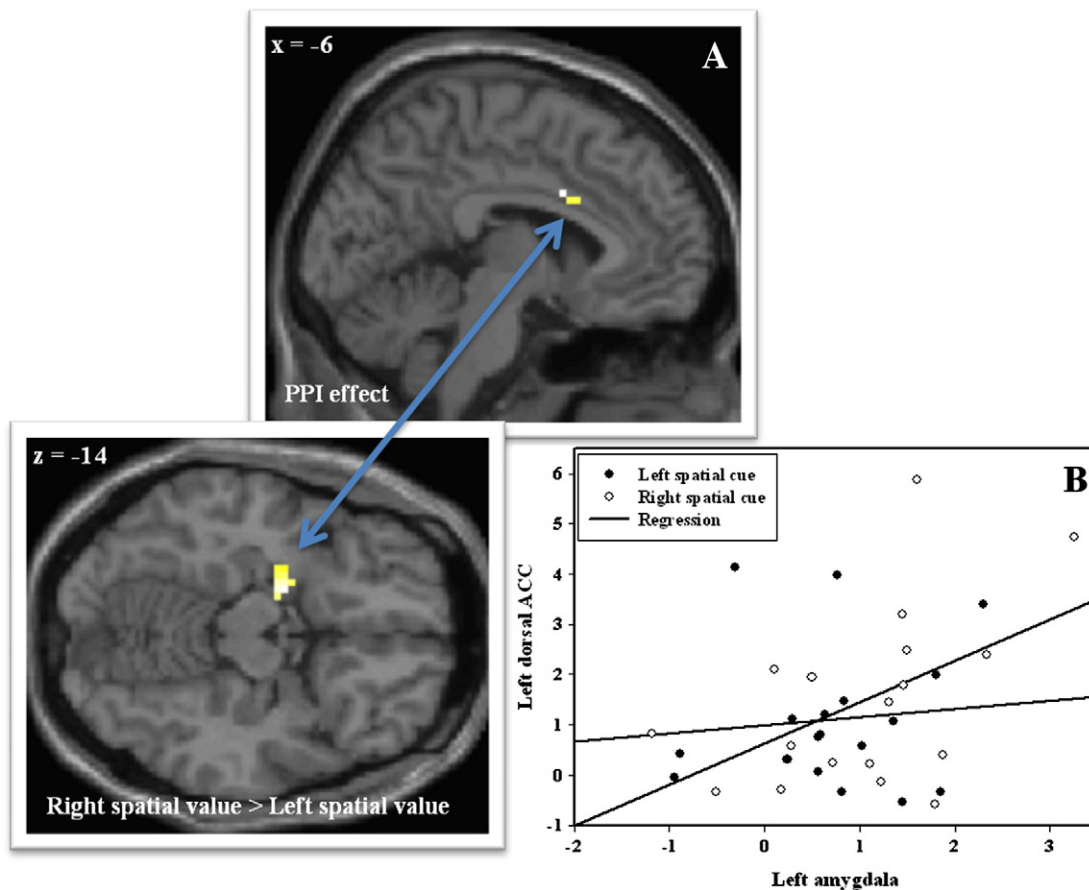 x = -6
A
PPI effect
z = -14
Right spatial value > Left spatial value
B
Left spatial cue
Right spatial cue
Regression
6
5
4
3
2
1
0
-1
Left dorsal ACC
-2
-1
0
1
2
3
Left amygdala